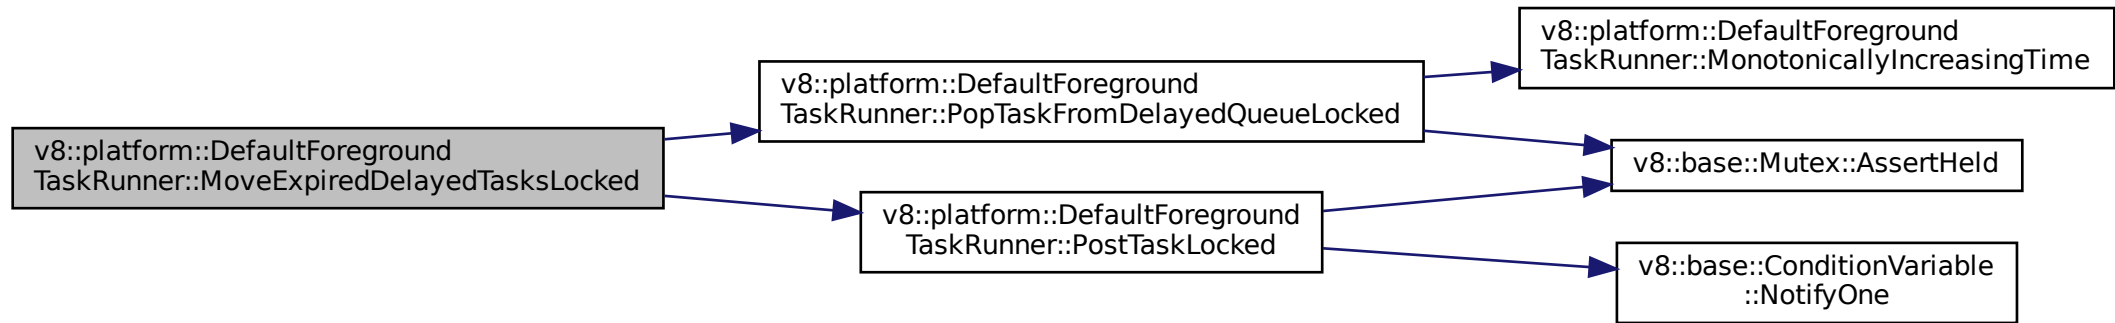 v8::platform::DefaultForeground
TaskRunner::MoveExpiredDelayedTasksLocked
v8::platform::DefaultForeground
TaskRunner::PopTaskFromDelayedQueueLocked
v8::platform::DefaultForeground
TaskRunner::MonotonicallyIncreasingTime
v8::base::Mutex::AssertHeld
v8::platform::DefaultForeground
TaskRunner::PostTaskLocked
v8::base::ConditionVariable
::NotifyOne